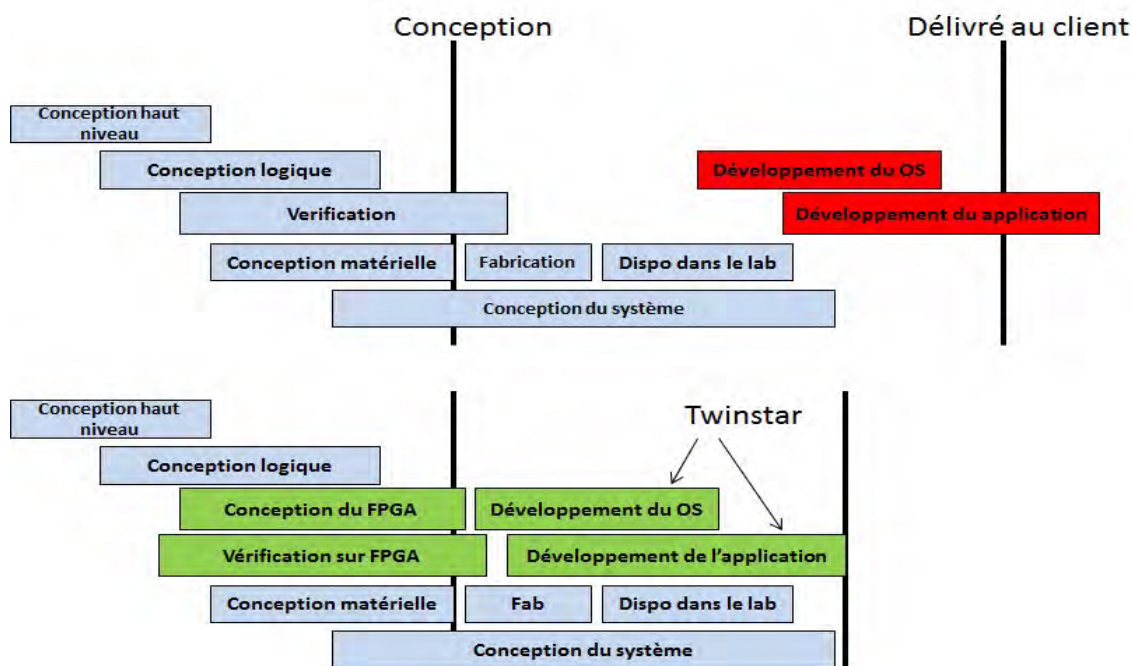 Conception
Délivré au client
Conception haut
niveau
Conception logique
Développement du OS
Verification
Développement du application
Conception matérielle
Fabrication
Dispo dans le lab
Conception du système
Conception haut
niveau
Twinstar
Conception logique
Conception du FPGA
Développement du OS
Vérification sur FPGA
Développement de l’application
Conception matérielle
Fab
Dispo dans le lab
Conception du système